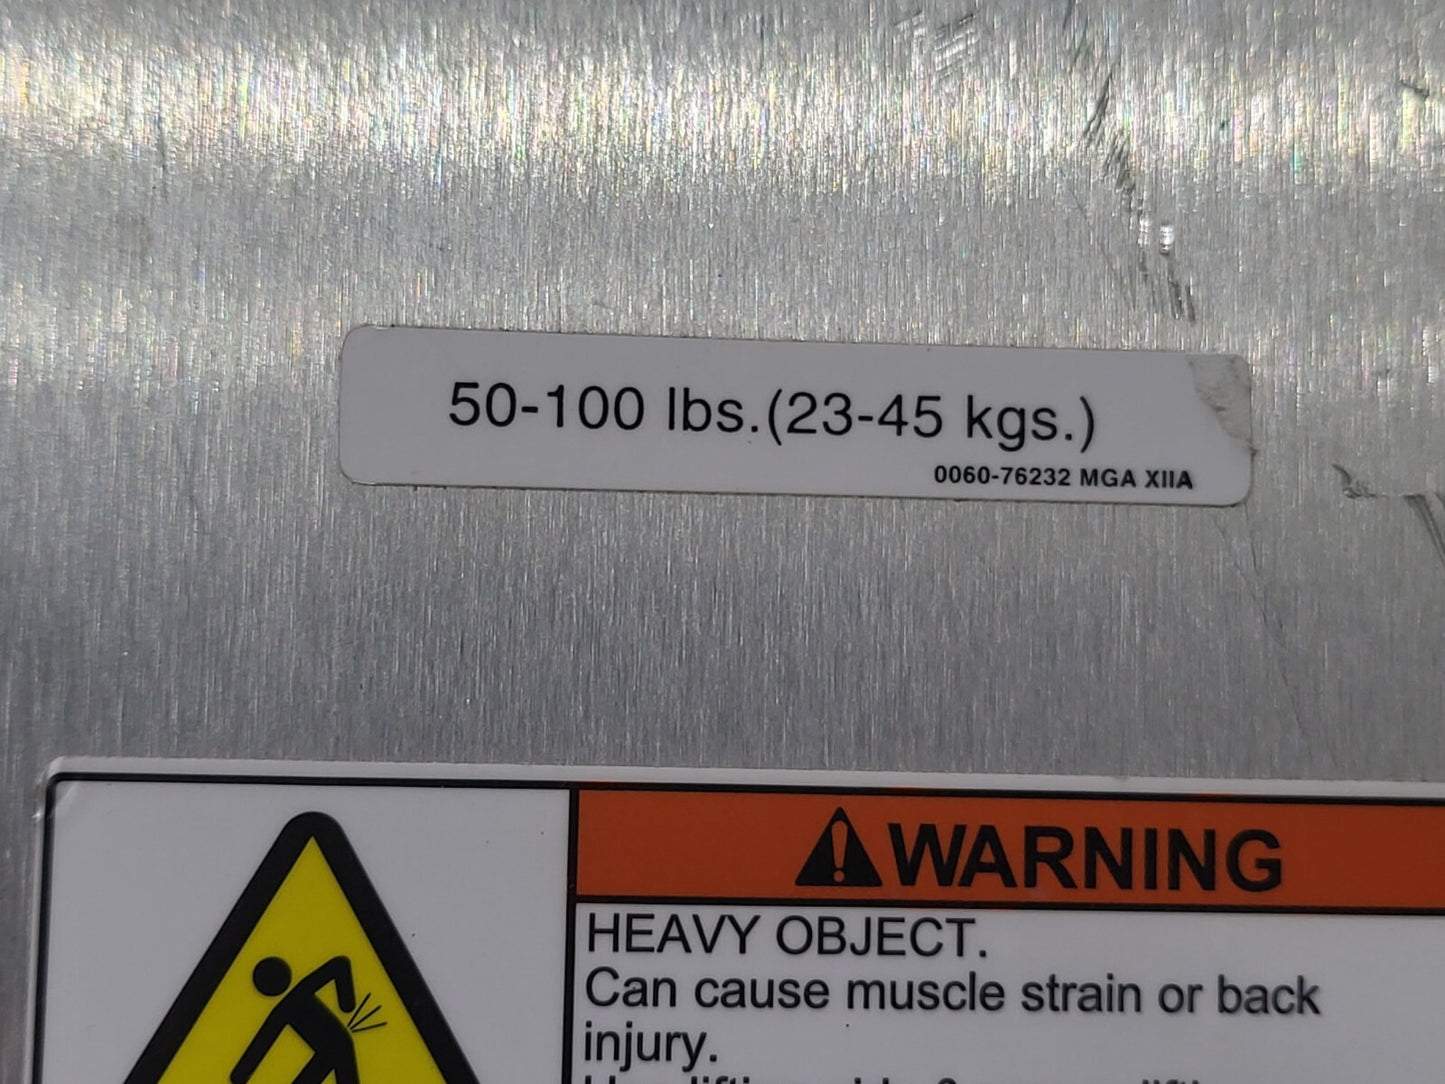 50-100 lbs.(23-45 kgs.)
0060-76232 MGA XIIA
WARNING
HEAVY OBJECT.
Can cause muscle strain or back
injury.